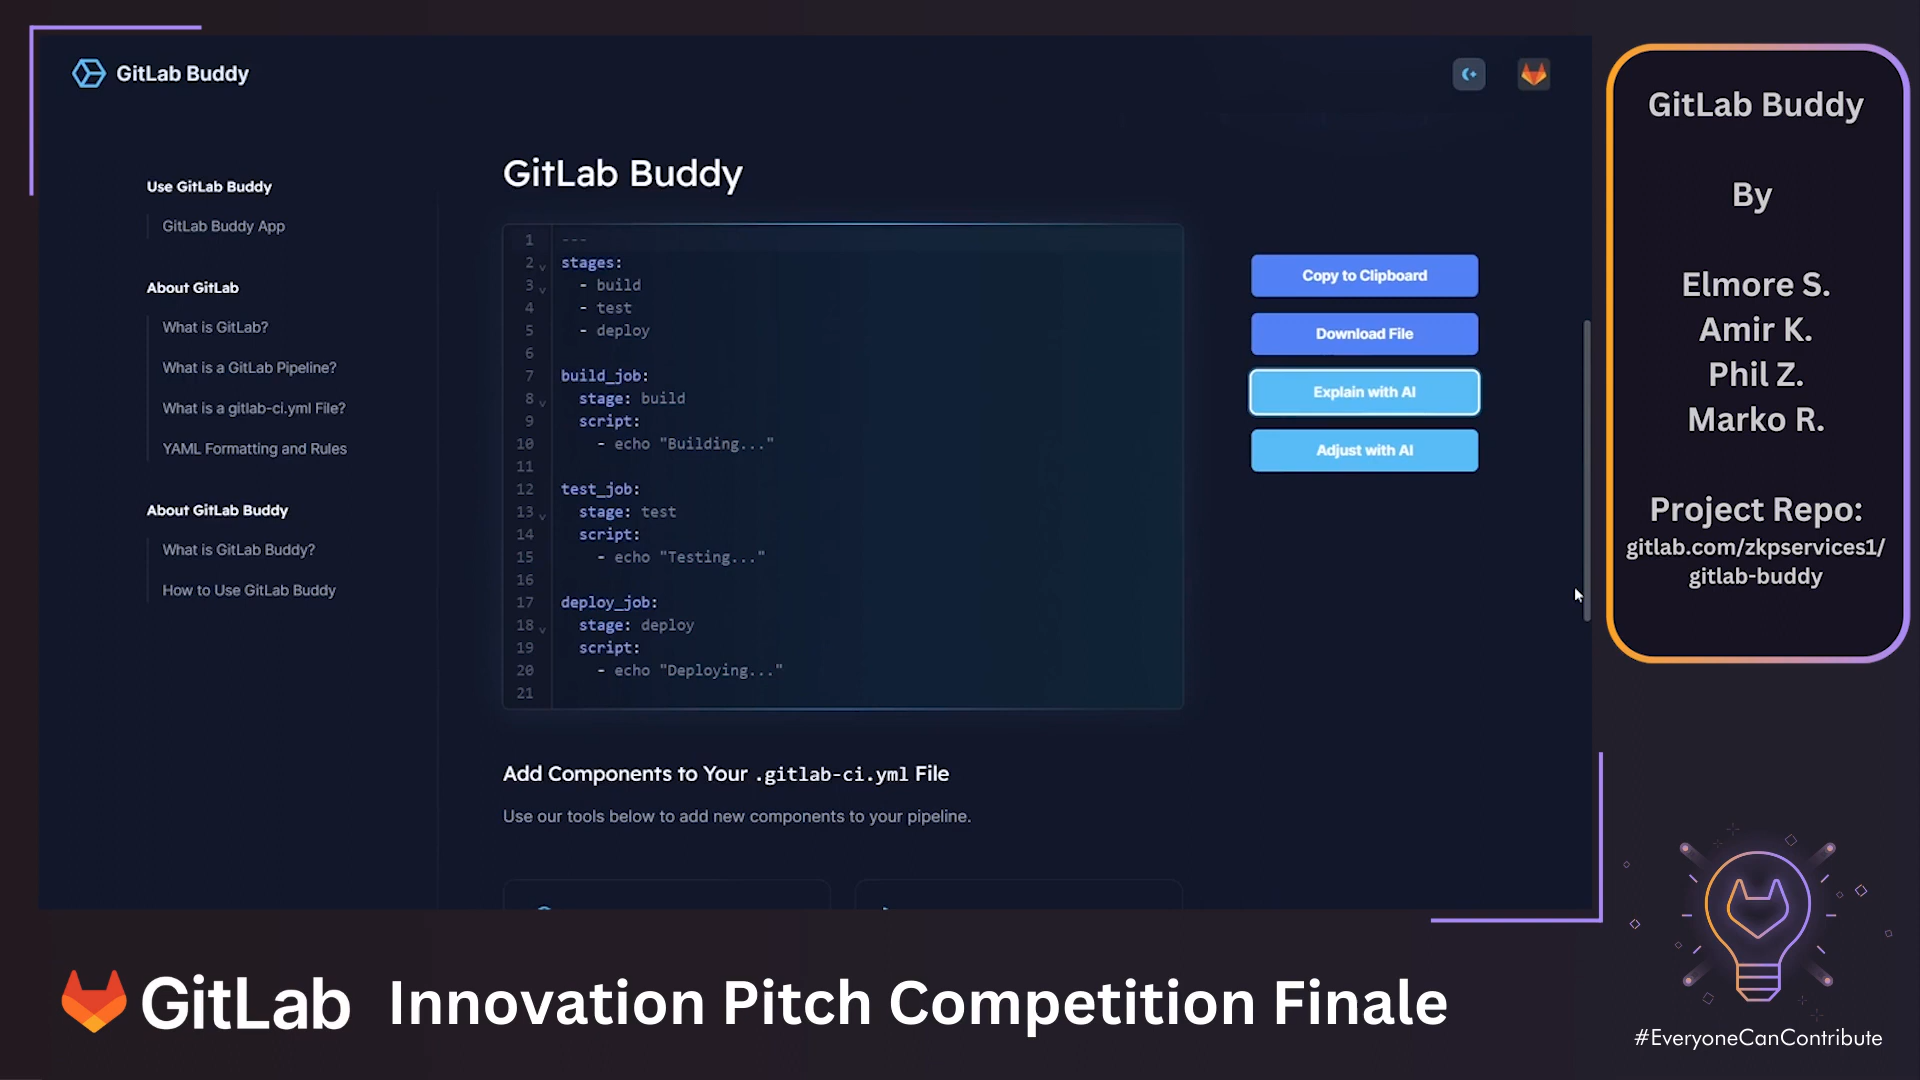 GitLab Buddy
Use GitLab Buddy
GitLab Buddy App
About GitLab
What is GitLab?
What is a GitLab Pipeline?
What is a gitlab-ci.yml File?
YAML Formatting and Rules
About GitLab Buddy
What is GitLab Buddy?
How to Use GitLab Buddy
GitLab Buddy
1 ---
2 stages:
3 - build
4 - test
5 - deploy
6
7 build_job:
8 stage: build
9 script:
10 - echo "Building..."
11
12 test_job:
13 stage: test
14 script:
15 - echo "Testing..."
16
17 deploy_job:
18 stage: deploy
19 script:
20 - echo "Deploying..."
21
Copy to Clipboard
Download File
Explain with AI
Adjust with AI
Add Components to Your .gitlab-ci.yml File
Use our tools below to add new components to your pipeline.
GitLab Buddy
By
Elmore S.
Amir K.
Phil Z.
Marko R.
Project Repo:
gitlab.com/zkpservices1/
gitlab-buddy
GitLab Innovation Pitch Competition Finale
#EveryoneCanContribute